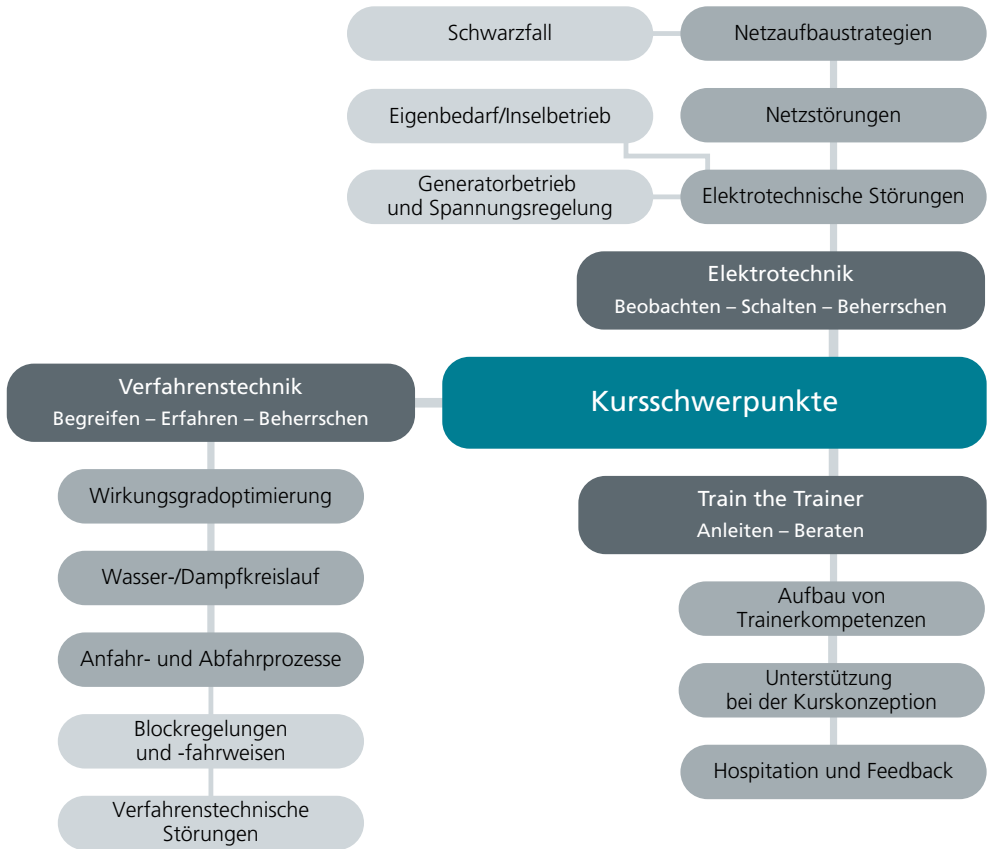 Schwarzfall
Netzaufbaustrategien
Eigenbedarf/Inselbetrieb
Netzstörungen
Generatorbetrieb
und Spannungsregelung
Elektrotechnische Störungen
Elektrotechnik
Beobachten – Schalten – Beherrschen
Kursschwerpunkte
Verfahrenstechnik
Begreifen – Erfahren – Beherrschen
Wirkungsgradoptimierung
Wasser-/Dampfkreislauf
Anfahr- und Abfahrprozesse
Blockregelungen
und -fahrweisen
Verfahrenstechnische
Störungen
Train the Trainer
Anleiten – Beraten
Aufbau von
Trainerkompetenzen
Unterstützung
bei der Kurskonzeption
Hospitation und Feedback